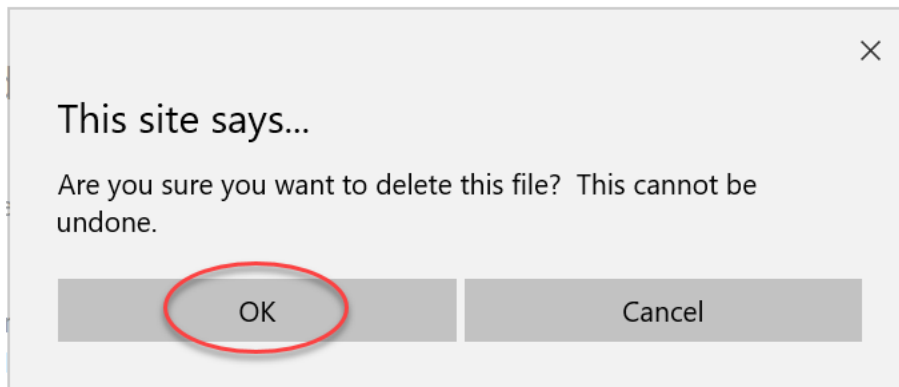 This site says...
Are you sure you want to delete this file?  This cannot be
undone.
OK
Cancel